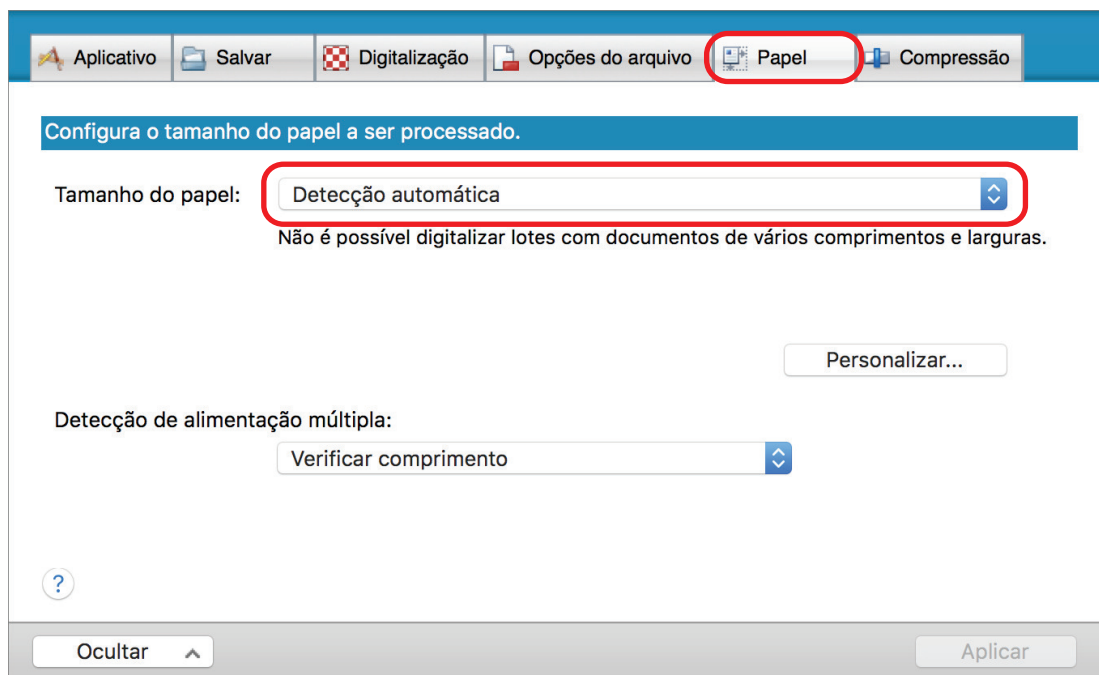 Aplicativo
Salvar
Digitalização
Opções do arquivo
Papel
Compressão
Configura o tamanho do papel a ser processado.
Tamanho do papel:
Detecção automática
Não é possível digitalizar lotes com documentos de vários comprimentos e larguras.
Personalizar...
Detecção de alimentação múltipla:
Verificar comprimento
?
Ocultar
Aplicar